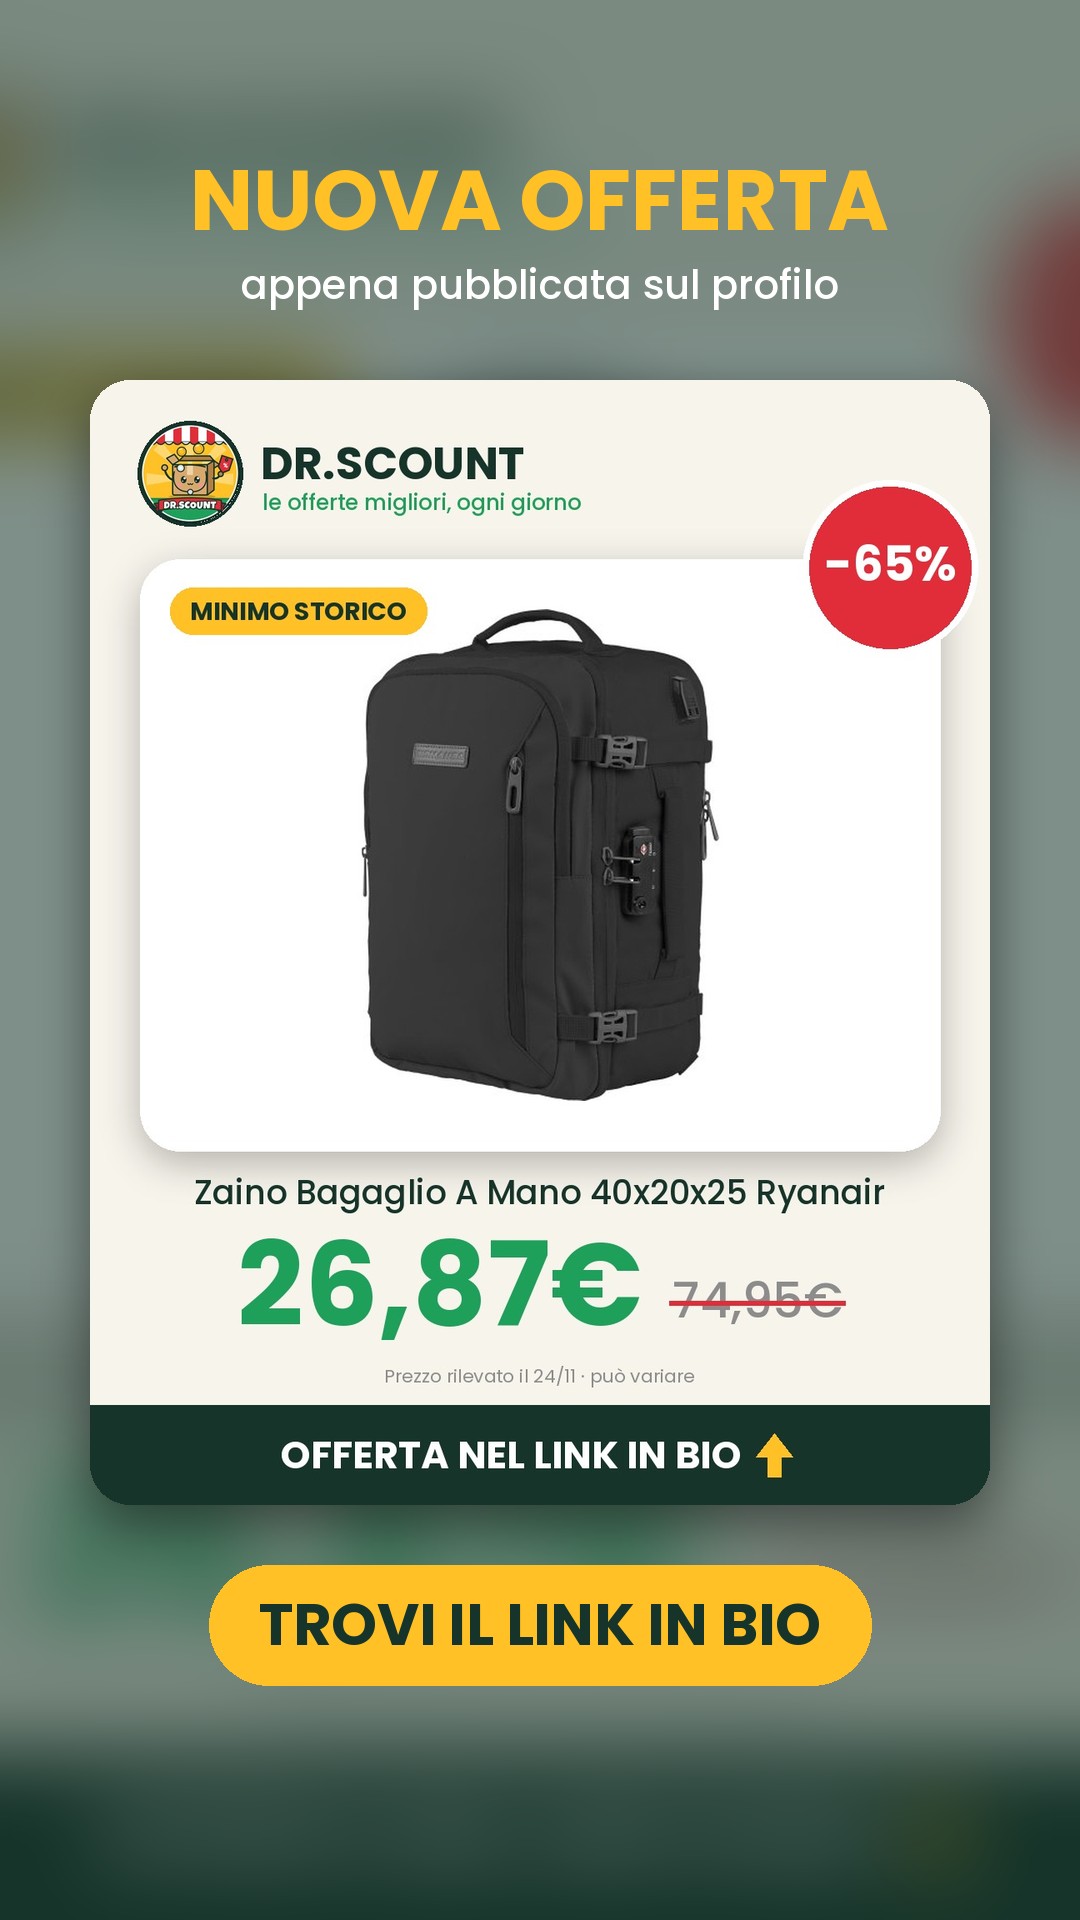 NUOVA OFFERTA
appena pubblicata sul profilo
DR.SCOUNT
DR.SCOUNT
le offerte migliori, ogni giorno
-65%
MINIMO STORICO
Zaino Bagaglio A Mano 40x20x25 Ryanair
26,87€ 74,95€
Prezzo rilevato il 24/11 · può variare
OFFERTA NEL LINK IN BIO
TROVI IL LINK IN BIO